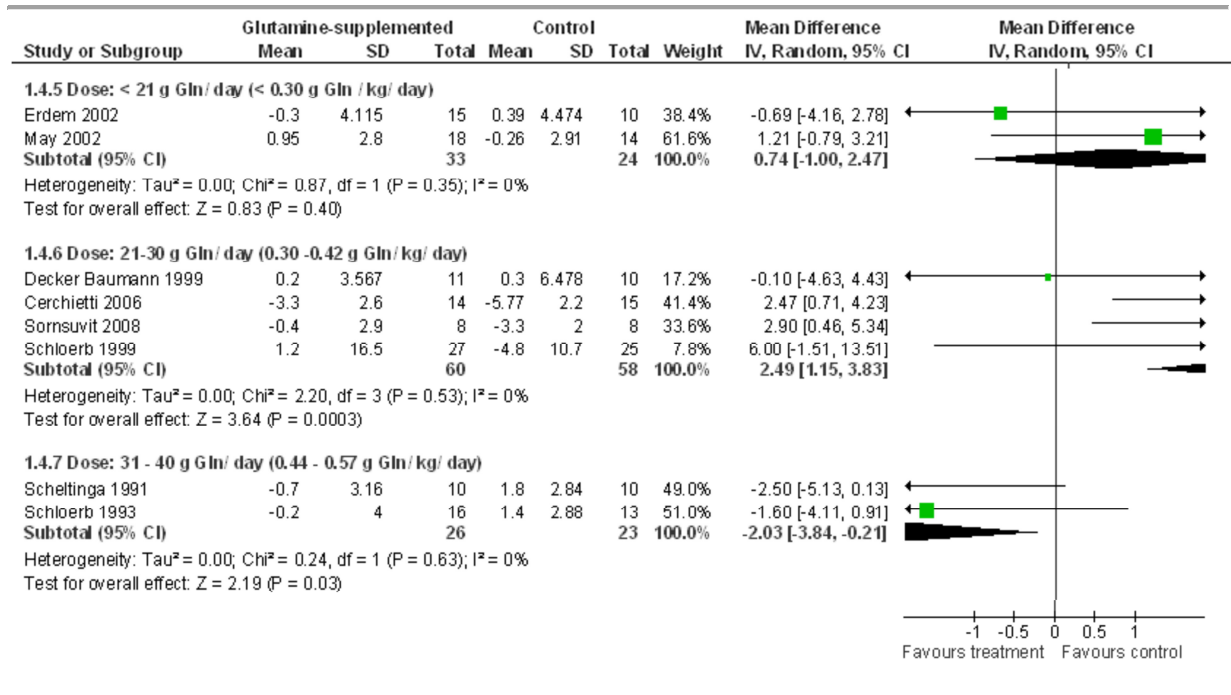 Glutamine-supplemented Control Mean Difference Mean Difference
Study or Subgroup Mean SD Total Mean SD Total Weight IV, Random, 95% CI IV, Random, 95% CI
1.4.5 Dose: < 21 g Gln/ day (< 0.30 g Gln / kg/ day)
Erdem 2002 -0.3 4.115 15 0.39 4.474 10 38.4% -0.69 [-4.16, 2.78]
May 2002 0.95 2.8 18 -0.26 2.91 14 61.6% 1.21 [-0.79, 3.21]
Subtotal (95% CI) 33 24 100.0% 0.74 [-1.00, 2.47]
Heterogeneity: Tau² = 0.00; Chi² = 0.87, df = 1 (P = 0.35); I² = 0%
Test for overall effect: Z = 0.83 (P = 0.40)
1.4.6 Dose: 21-30 g Gln/ day (0.30 -0.42 g Gln/ kg/ day)
Decker Baumann 1999 0.2 3.567 11 0.3 6.478 10 17.2% -0.10 [-4.63, 4.43]
Cerchietti 2006 -3.3 2.6 14 -5.77 2.2 15 41.4% 2.47 [0.71, 4.23]
Sornsuvit 2008 -0.4 2.9 8 -3.3 2 8 33.6% 2.90 [0.46, 5.34]
Schloerb 1999 1.2 16.5 27 -4.8 10.7 25 7.8% 6.00 [-1.51, 13.51]
Subtotal (95% CI) 60 58 100.0% 2.49 [1.15, 3.83]
Heterogeneity: Tau² = 0.00; Chi² = 2.20, df = 3 (P = 0.53); I² = 0%
Test for overall effect: Z = 3.64 (P = 0.0003)
1.4.7 Dose: 31 - 40 g Gln/ day (0.44 - 0.57 g Gln/ kg/ day)
Scheltinga 1991 -0.7 3.16 10 1.8 2.84 10 49.0% -2.50 [-5.13, 0.13]
Schloerb 1993 -0.2 4 16 1.4 2.88 13 51.0% -1.60 [-4.11, 0.91]
Subtotal (95% CI) 26 23 100.0% -2.03 [-3.84, -0.21]
Heterogeneity: Tau² = 0.00; Chi² = 0.24, df = 1 (P = 0.63); I² = 0%
Test for overall effect: Z = 2.19 (P = 0.03)
-1 -0.5 0 0.5 1
Favours treatment Favours control